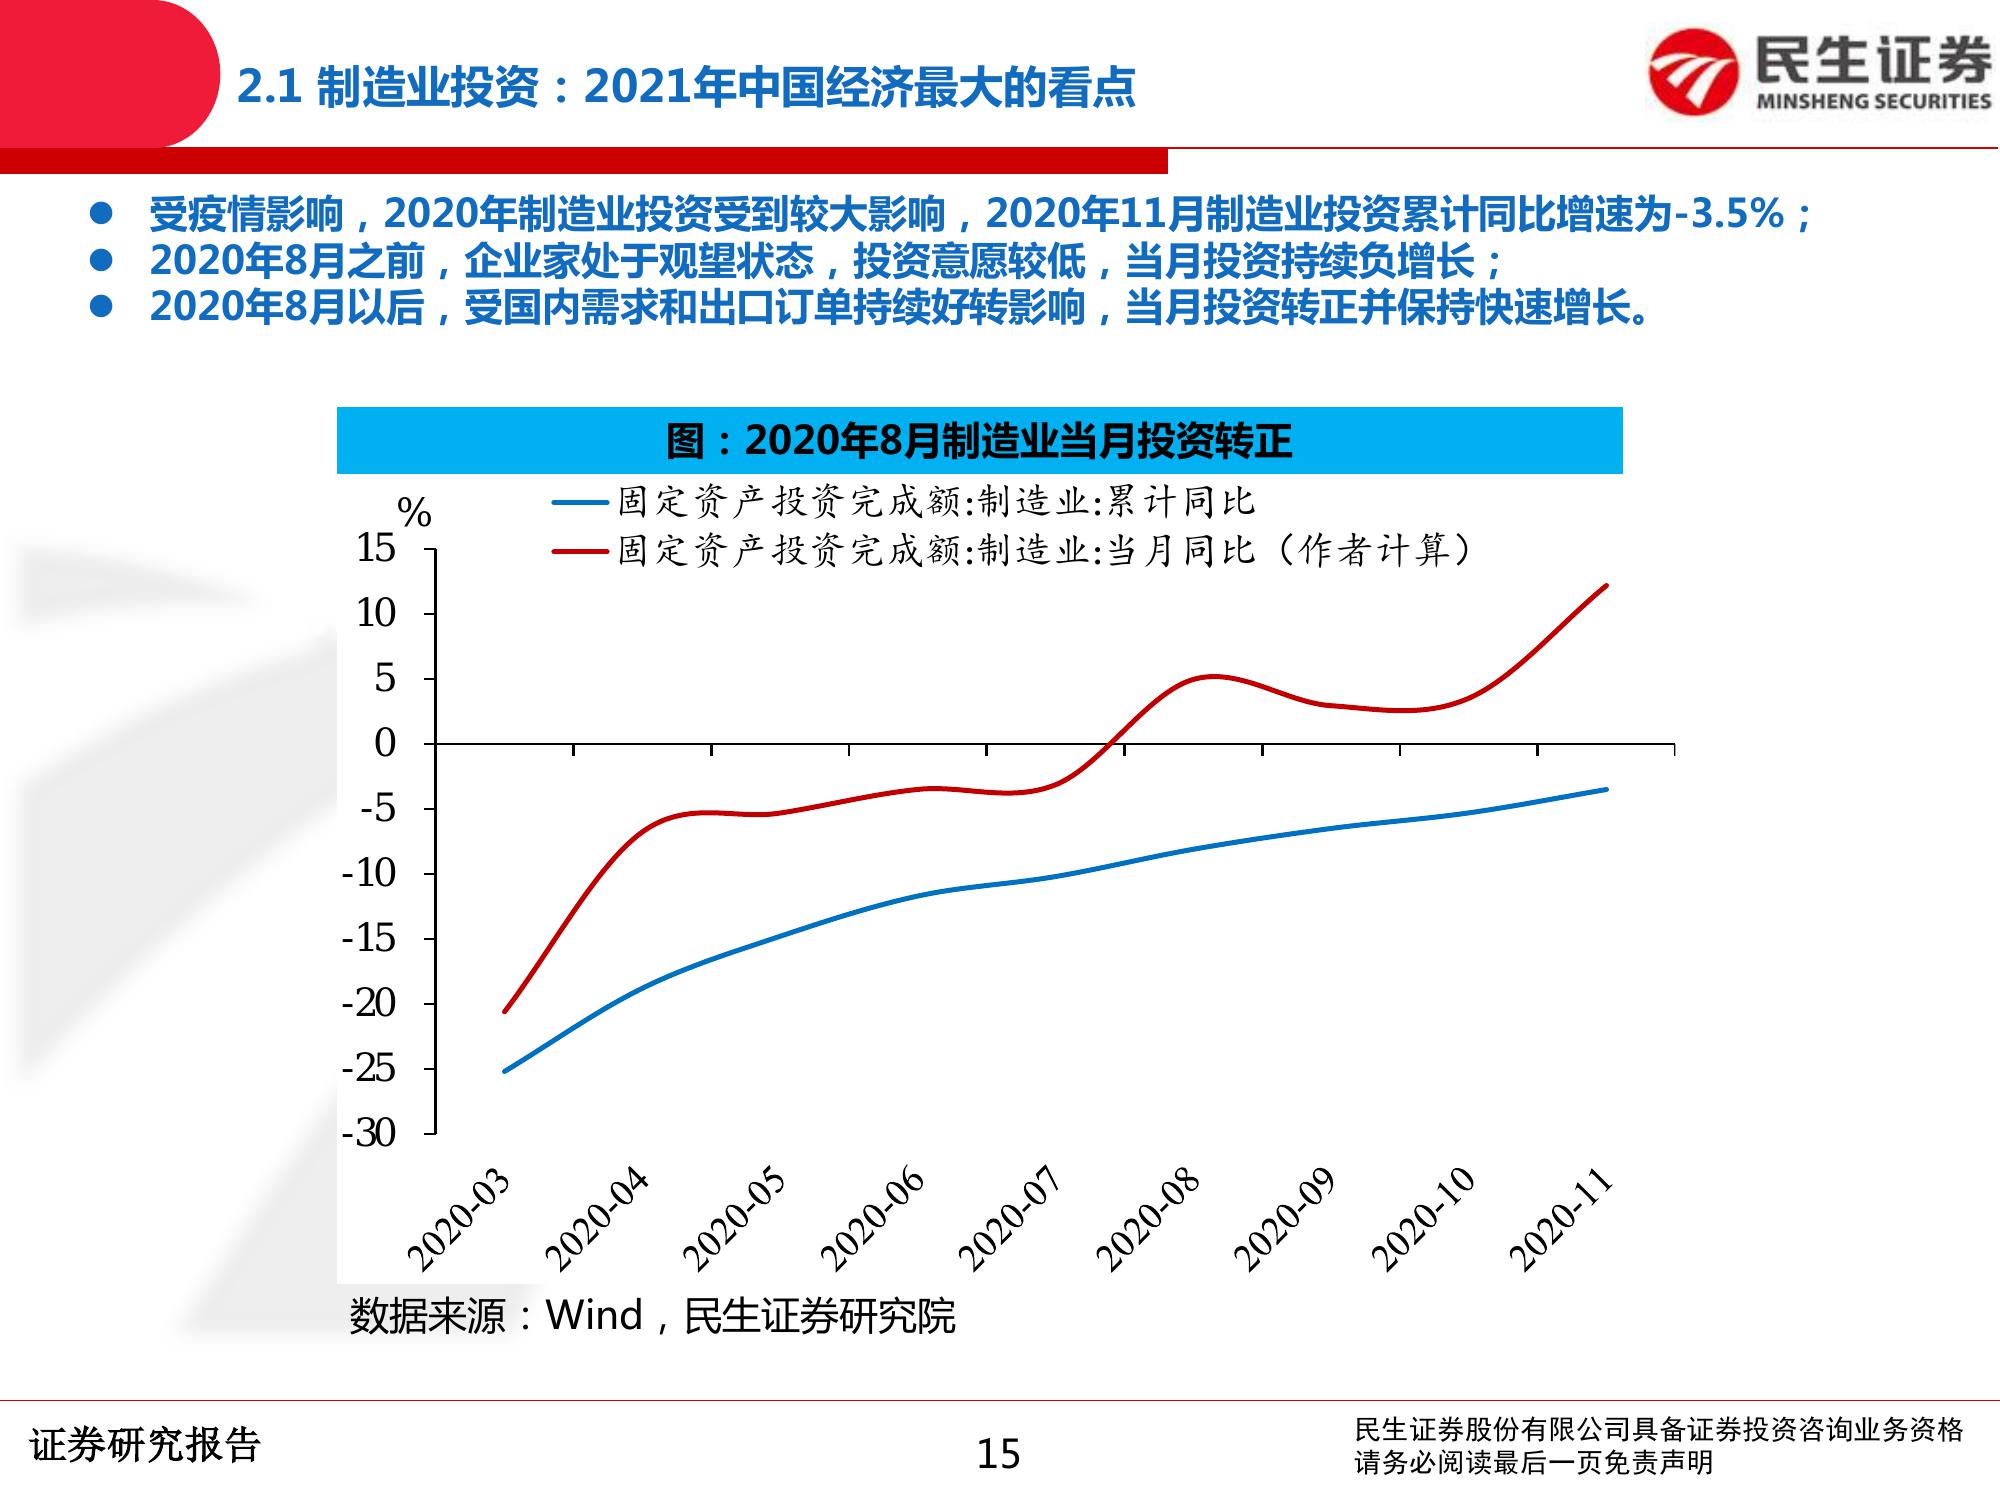 2.1 制造业投资：2021年中国经济最大的看点
民生证券
MINSHENG SECURITIES
受疫情影响，2020年制造业投资受到较大影响，2020年11月制造业投资累计同比增速为-3.5%；
2020年8月之前，企业家处于观望状态，投资意愿较低，当月投资持续负增长；
2020年8月以后，受国内需求和出口订单持续好转影响，当月投资转正并保持快速增长。
图：2020年8月制造业当月投资转正
%
固定资产投资完成额:制造业:累计同比
固定资产投资完成额:制造业:当月同比（作者计算）
15
10
5
0
-5
-10
-15
-20
-25
-30
2020-03
2020-04
2020-05
2020-06
2020-07
2020-08
2020-09
2020-10
2020-11
数据来源：Wind，民生证券研究院
证券研究报告
15
民生证券股份有限公司具备证券投资咨询业务资格
请务必阅读最后一页免责声明